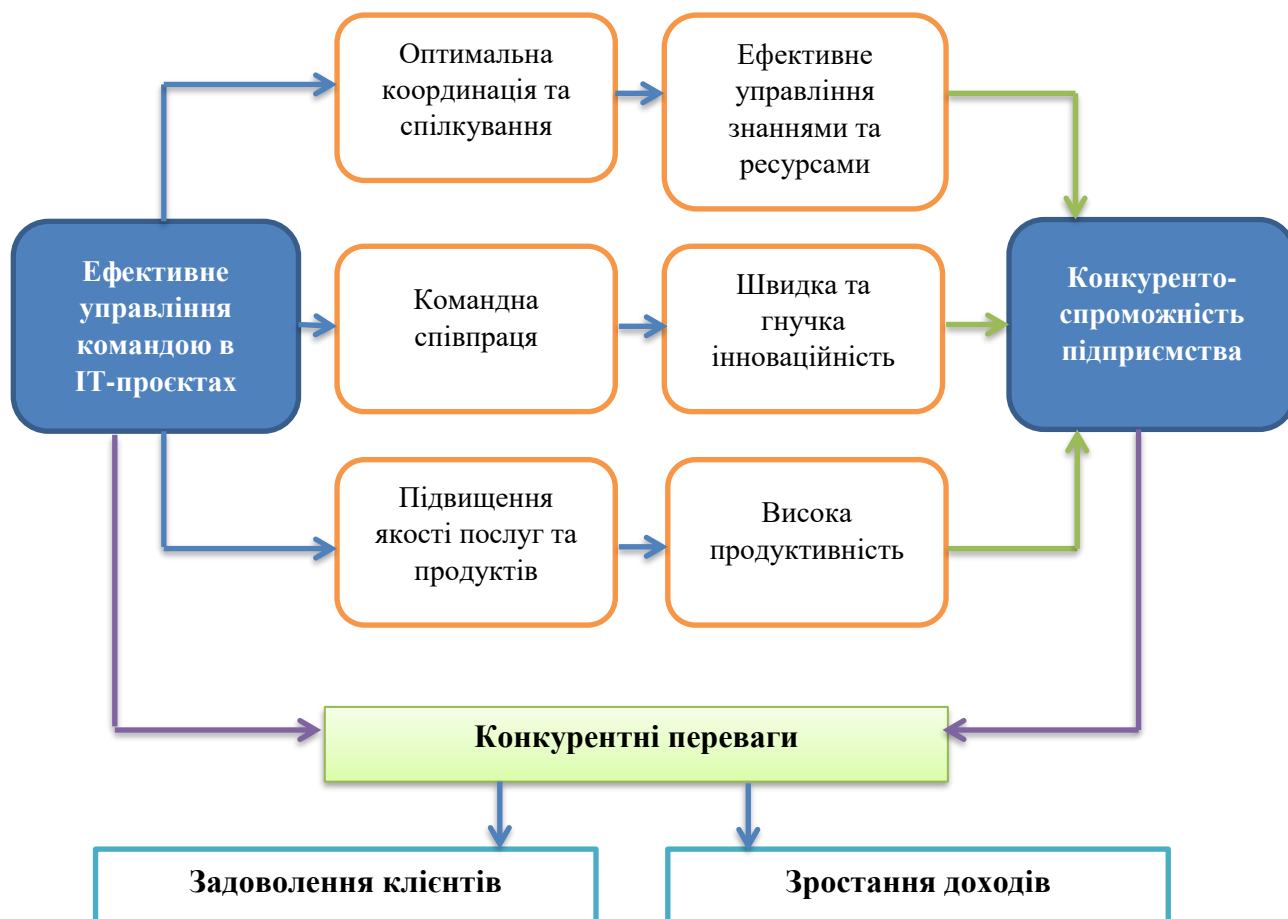 Оптимальна
координація та
спілкування
Ефективне
управління
знаннями та
ресурсами
Ефективне
управління
командою в
ІТ-проєктах
Командна
співпраця
Швидка та
гнучка
інноваційність
Конкуренто-
спроможність
підприємства
Підвищення
якості послуг та
продуктів
Висока
продуктивність
Конкурентні переваги
Задоволення клієнтів
Зростання доходів